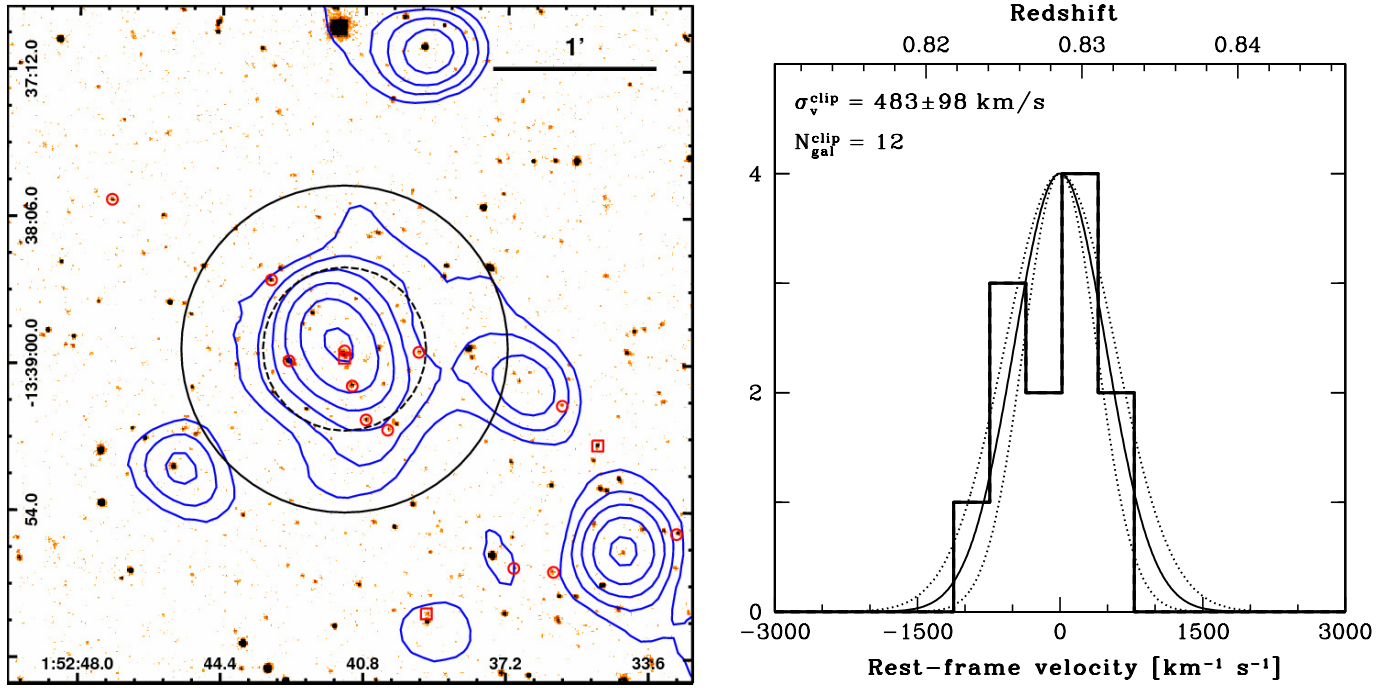 1'
37:12.0
38:06.0
-13:39:00.0
54.0
1:52:48.0 44.4 40.8 37.2 33.6
Redshift
0.82 0.83 0.84
σ_v^clip = 483±98 km/s
N_gal^clip = 12
4
2
0
−3000 −1500 0 1500 3000
Rest−frame velocity [km⁻¹ s⁻¹]